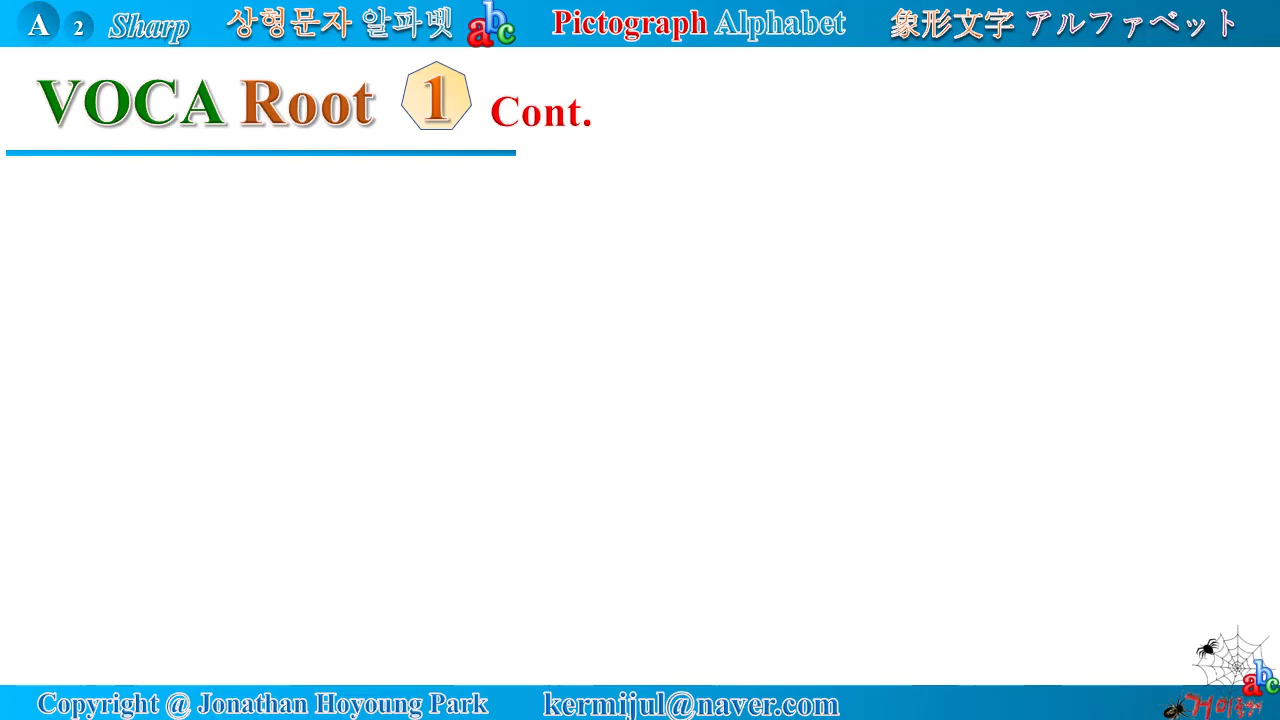 A 2 Sharp 상형문자 알파벳 abc Pictograph Alphabet 象形文字 アルファベット
VOCA Root 1 Cont.
abc
Copyright @ Jonathan Hoyoung Park kermijul@naver.com